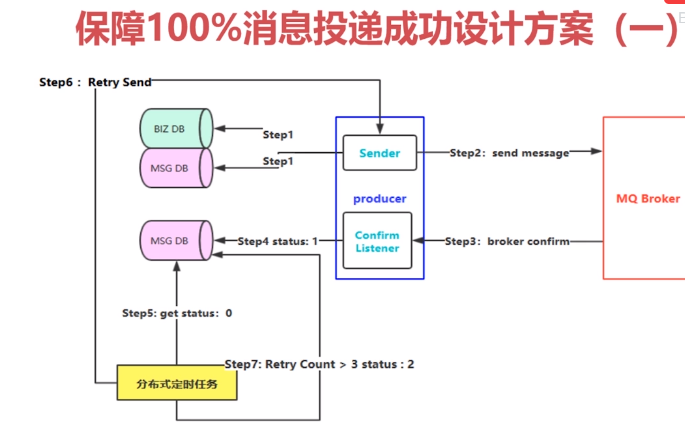 保障100%消息投递成功设计方案（一）
Step6： Retry Send
BIZ DB
Step1
MSG DB
Step1
Sender
Step2：send message
producer
MQ Broker
MSG DB
Step4 status: 1
Confirm
Listener
Step3： broker confirm
Step5: get status：0
Step7: Retry Count > 3 status : 2
分布式定时任务